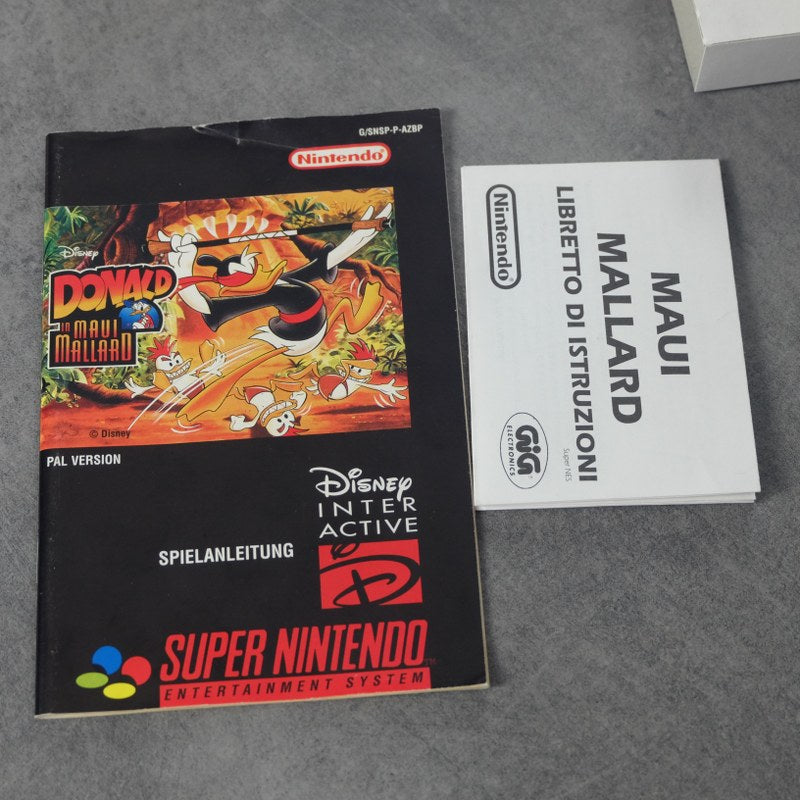 G/SNSP-P-AZBP
Nintendo®
Disney
DONALD
in MAUI
MALLARD
© Disney
PAL VERSION
Disney
INTER
ACTIVE
SPIELANLEITUNG
SUPER NINTENDO™
ENTERTAINMENT SYSTEM
MAUI
MALLARD
LIBRETTO DI ISTRUZIONI
Nintendo®
GiG®
ELECTRONICS
Super NES